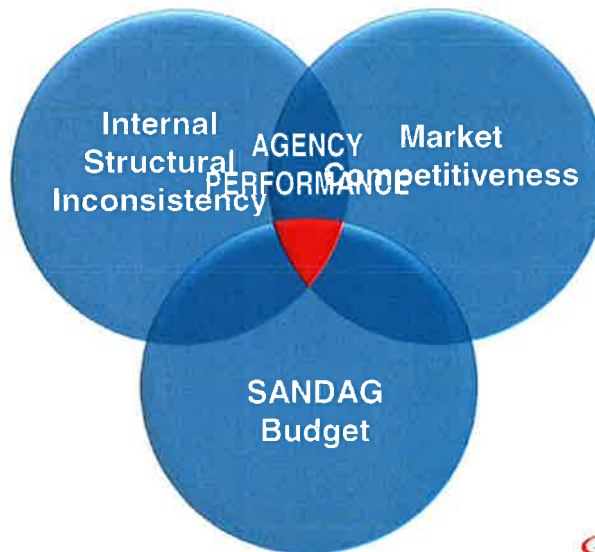 Internal
Structural
Inconsistency
AGENCY
PERFORMANCE
Market
Competitiveness
SANDAG
Budget